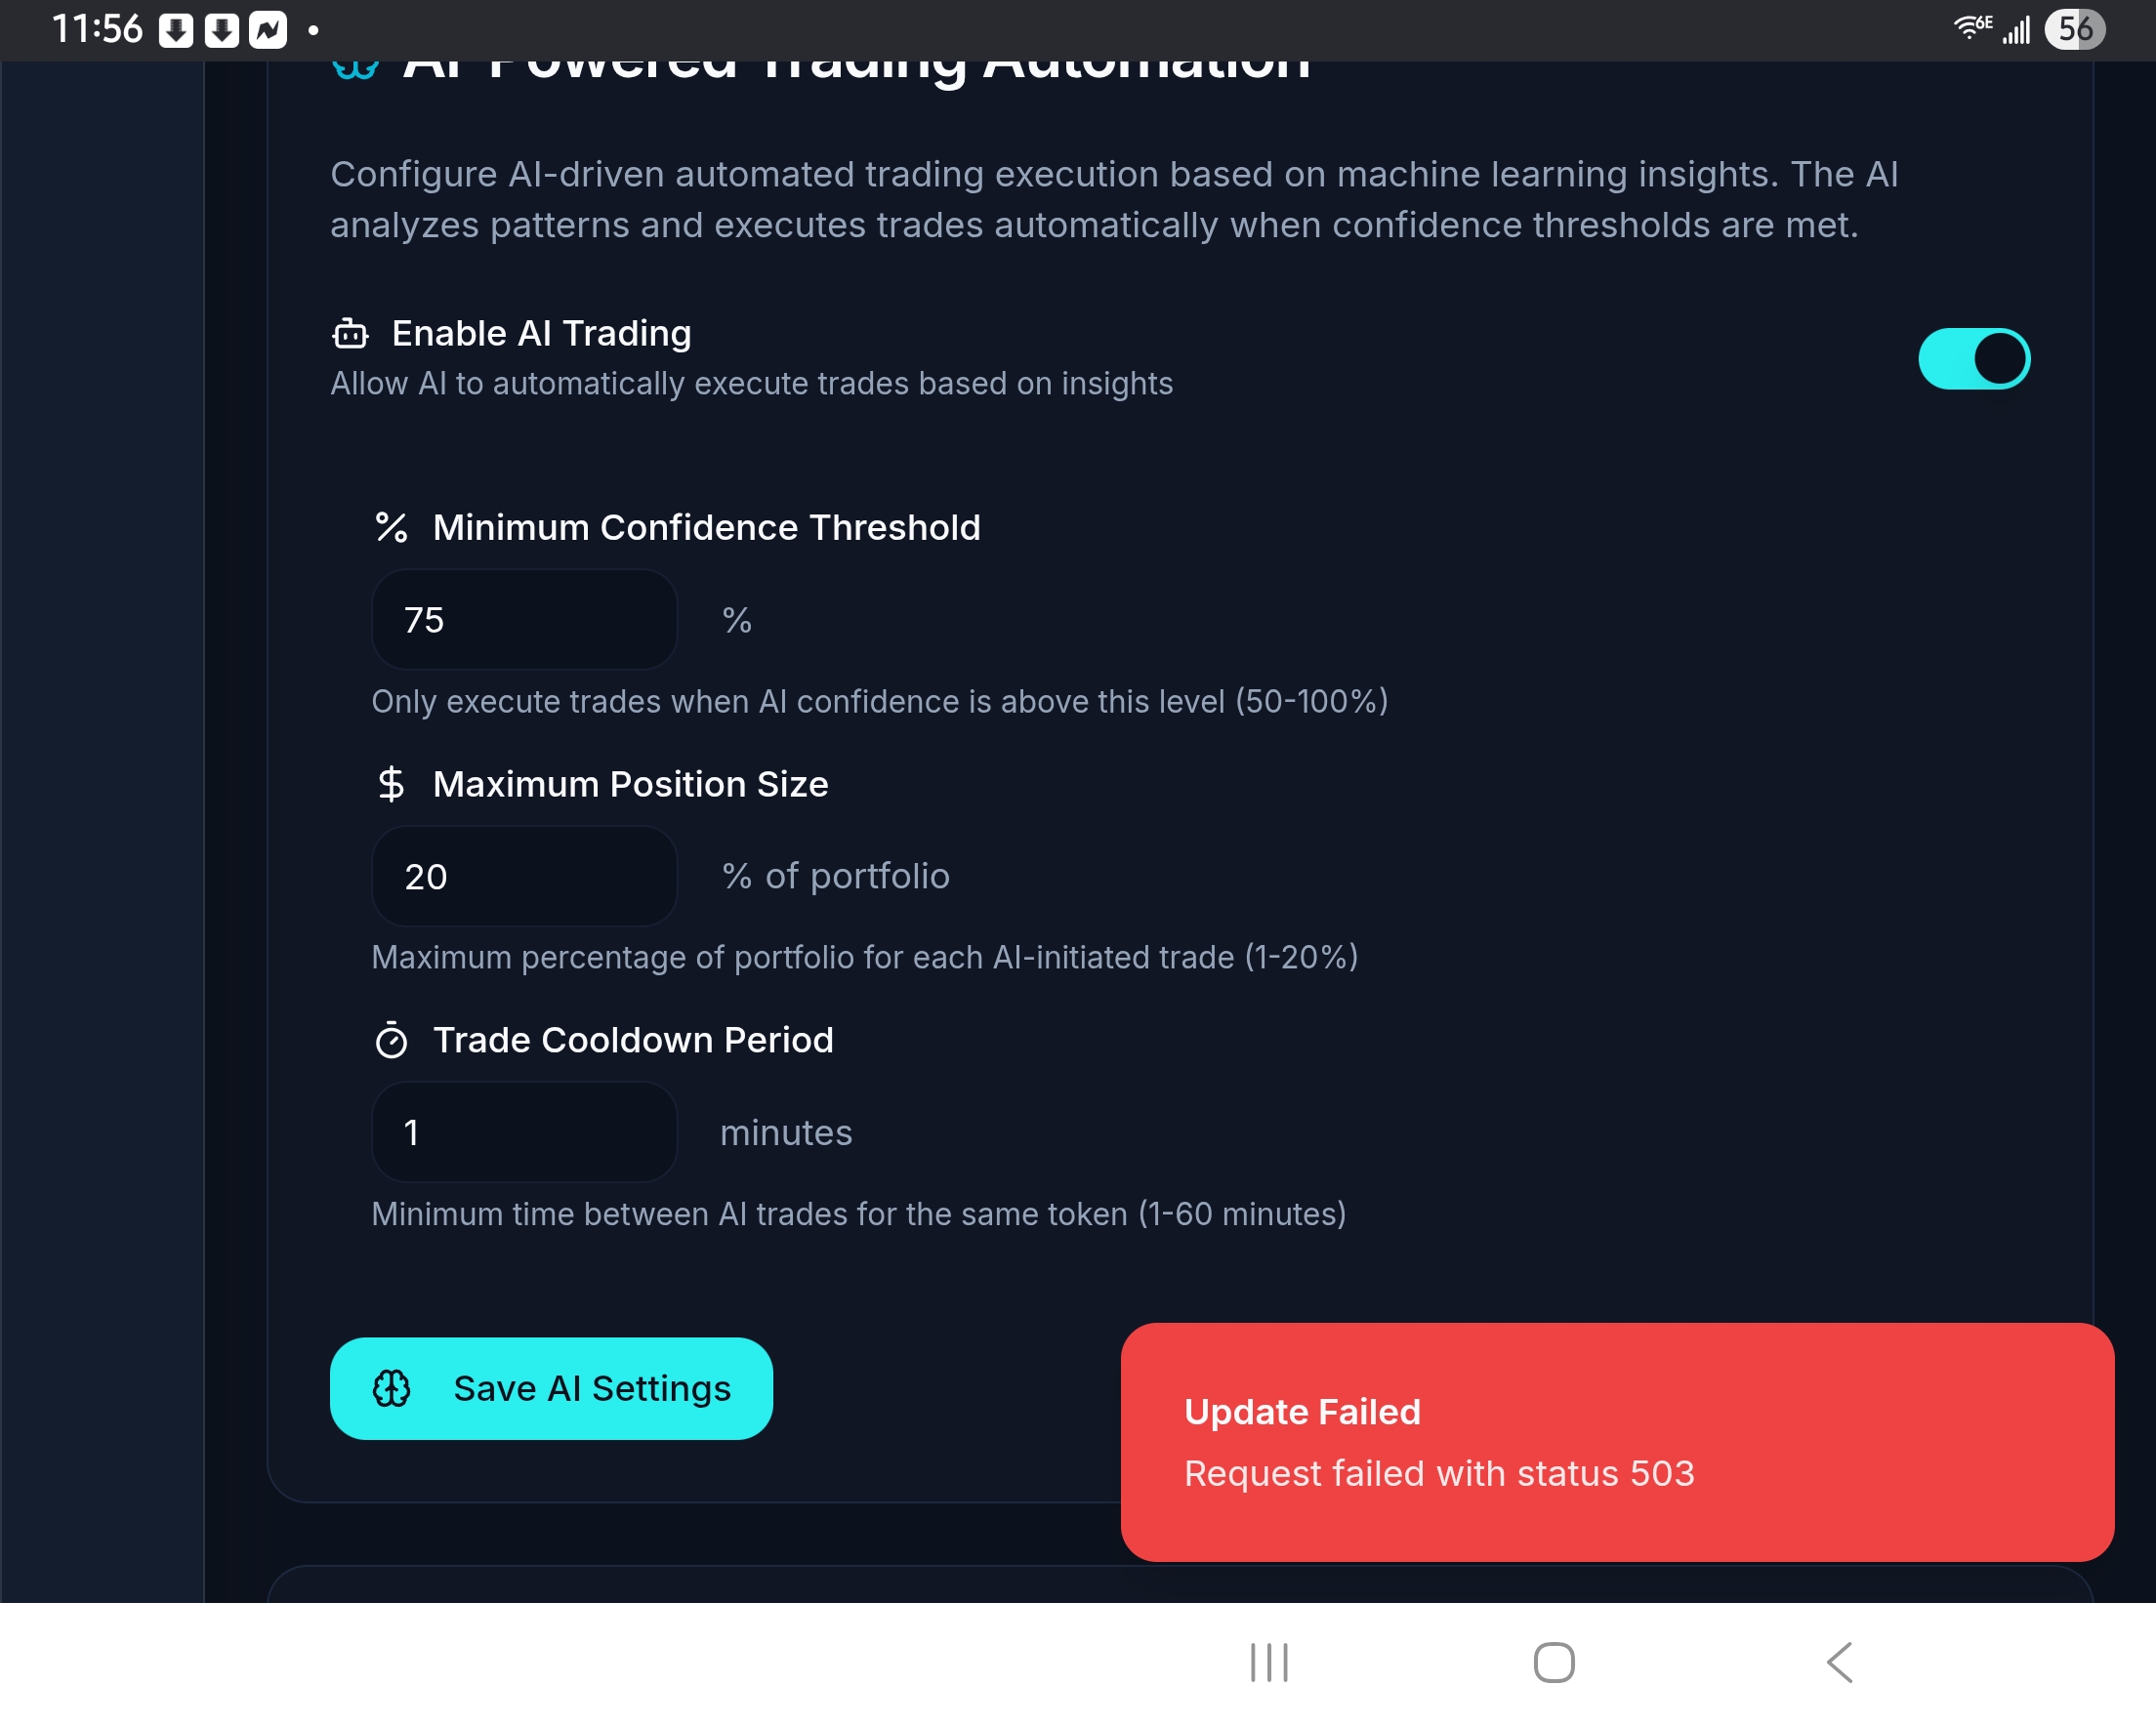 11:56
6E
56
AI-Powered Trading Automation
Configure AI-driven automated trading execution based on machine learning insights. The AI
analyzes patterns and executes trades automatically when confidence thresholds are met.
Enable AI Trading
Allow AI to automatically execute trades based on insights
Minimum Confidence Threshold
75
%
Only execute trades when AI confidence is above this level (50-100%)
Maximum Position Size
20
% of portfolio
Maximum percentage of portfolio for each AI-initiated trade (1-20%)
Trade Cooldown Period
1
minutes
Minimum time between AI trades for the same token (1-60 minutes)
Save AI Settings
Update Failed
Request failed with status 503